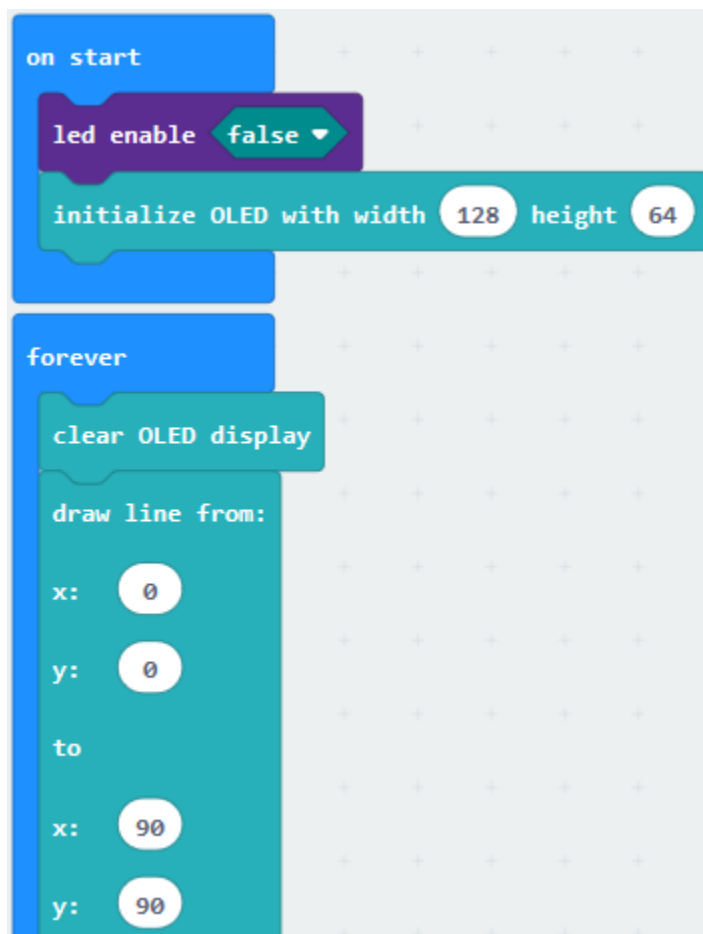 on start
led enable false
initialize OLED with width 128 height 64
forever
clear OLED display
draw line from:
x: 0
y: 0
to
x: 90
y: 90